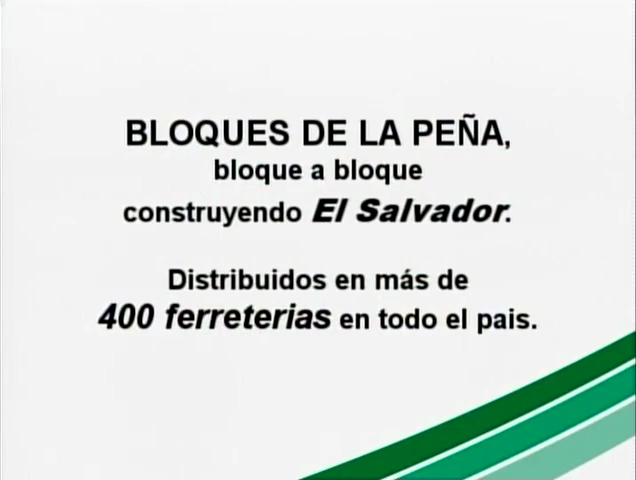 BLOQUES DE LA PEÑA,
bloque a bloque
construyendo El Salvador.
Distribuidos en más de
400 ferreterias en todo el pais.